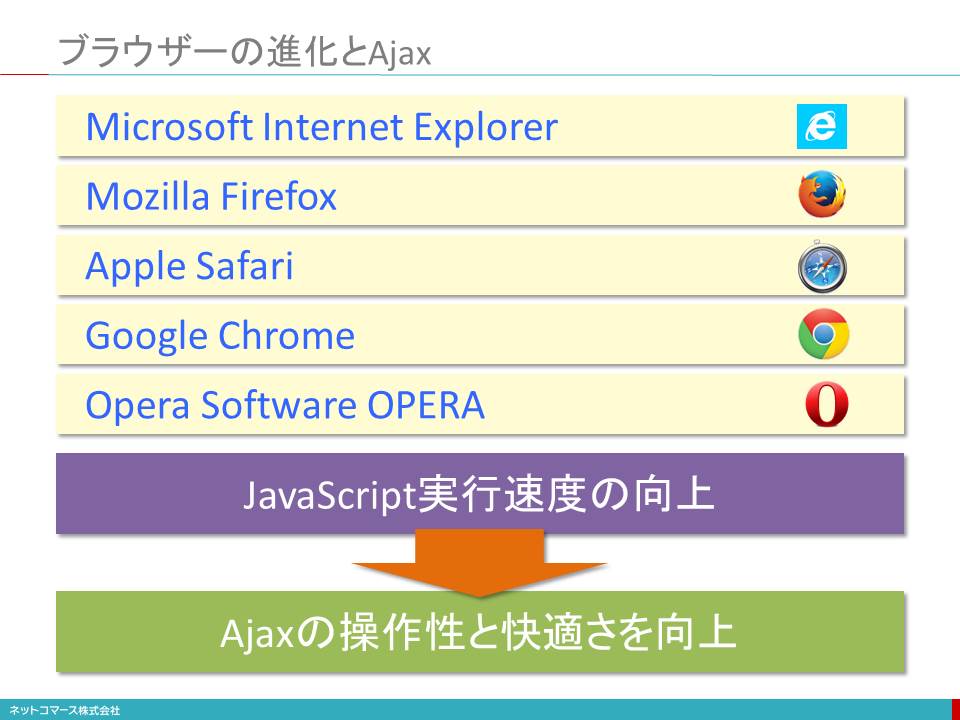 ブラウザーの進化とAjax
Microsoft Internet Explorer
Mozilla Firefox
Apple Safari
Google Chrome
Opera Software OPERA
JavaScript実行速度の向上
Ajaxの操作性と快適さを向上
ネットコマース株式会社